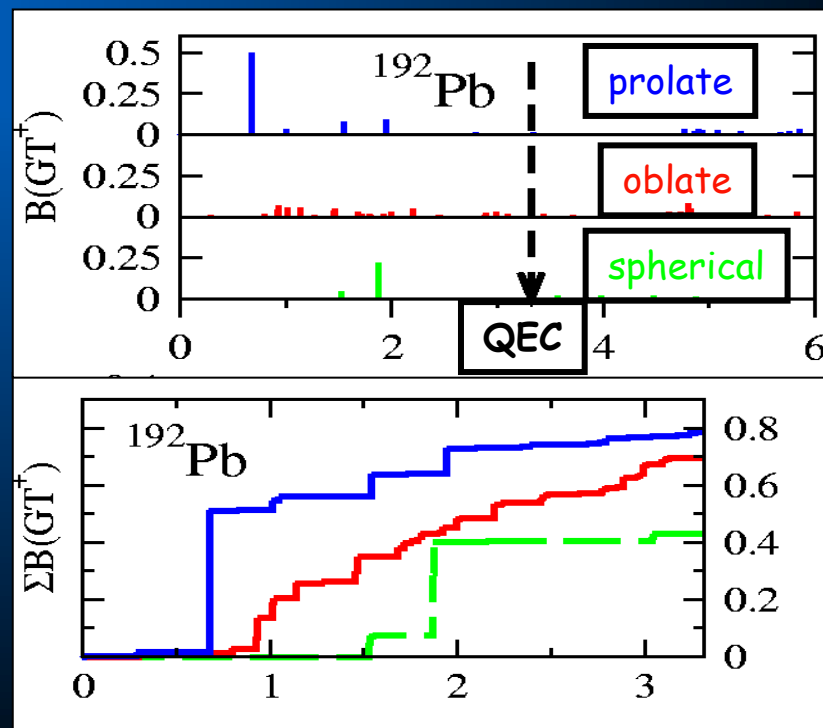 0.5
0.25
0
0.25
0
0.25
0
B(GT⁺)
¹⁹²Pb
prolate
oblate
spherical
QEC
0 2 4 6
¹⁹²Pb
ΣB(GT⁺)
0.8
0.6
0.4
0.2
0
0 1 2 3